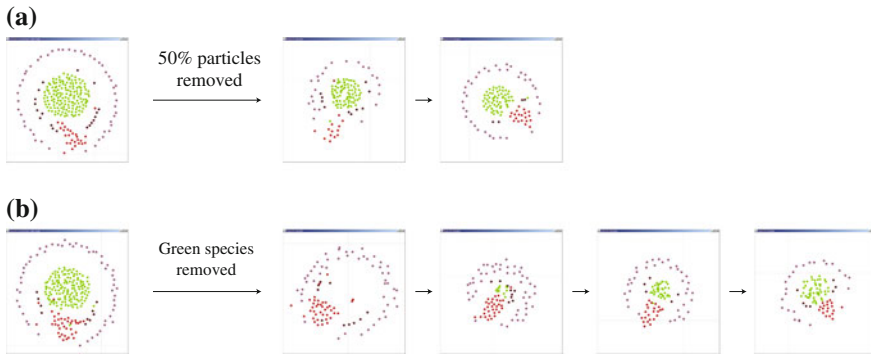 (a)
50% particles
removed
(b)
Green species
removed